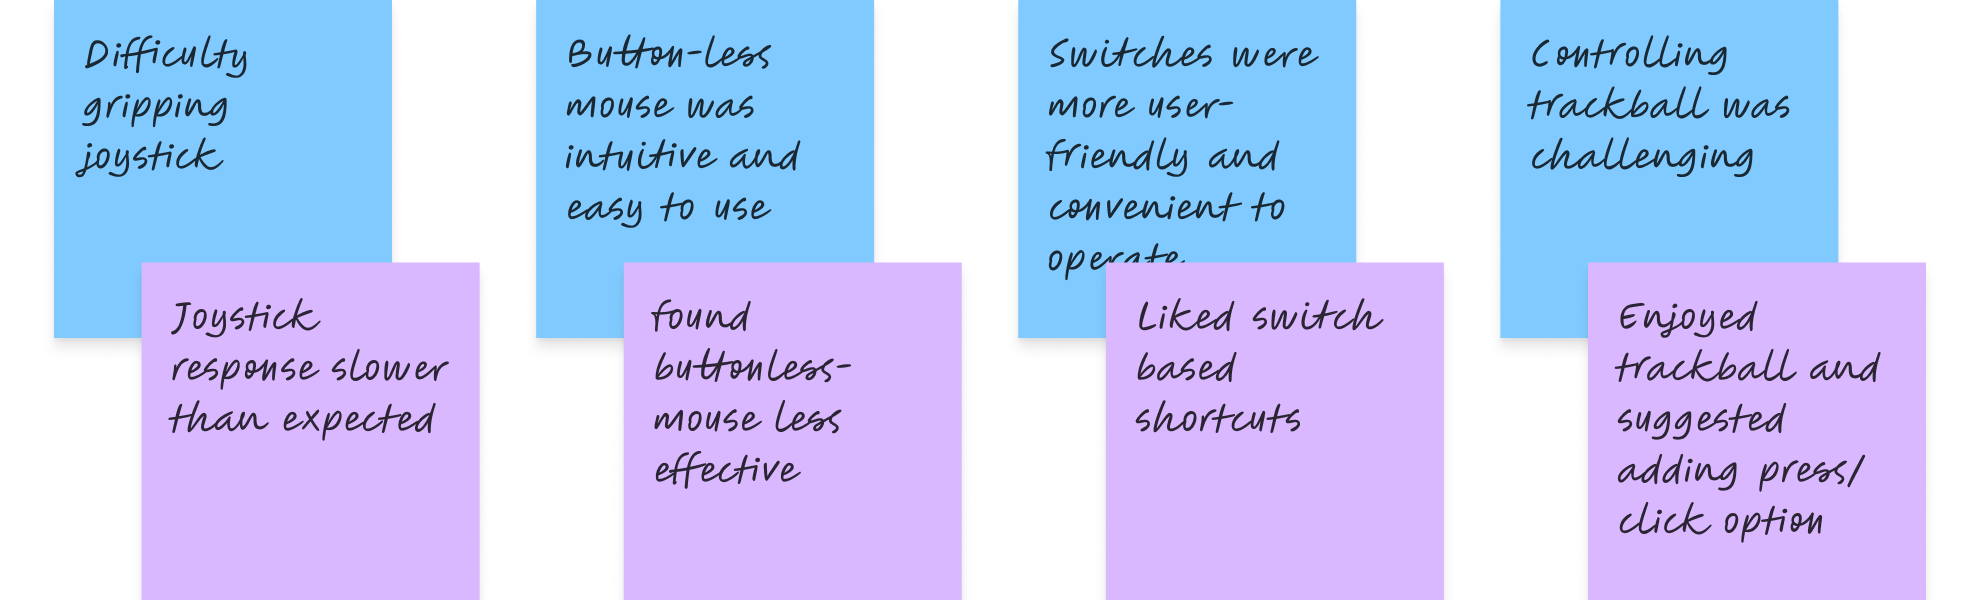 Difficulty
gripping
joystick
Joystick
response slower
than expected
Button-less
mouse was
intuitive and
easy to use
found
buttonless-
mouse less
effective
Switches were
more user-
friendly and
convenient to
operate
Liked switch
based
shortcuts
Controlling
trackball was
challenging
Enjoyed
trackball and
suggested
adding press/
click option